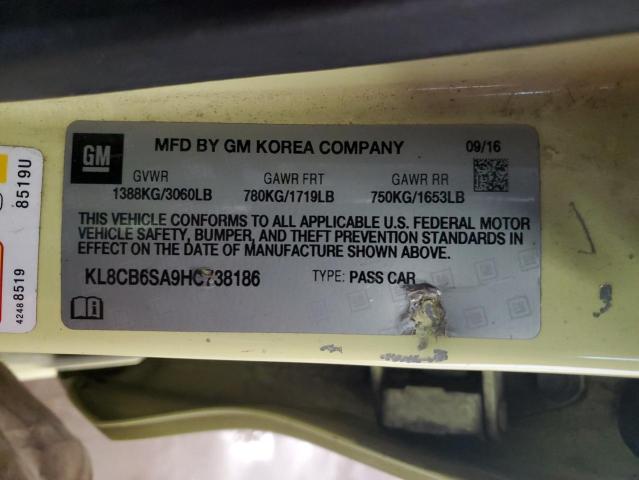 GM
MFD BY GM KOREA COMPANY
09/16
GVWR GAWR FRT GAWR RR
1388KG/3060LB 780KG/1719LB 750KG/1653LB
THIS VEHICLE CONFORMS TO ALL APPLICABLE U.S. FEDERAL MOTOR
VEHICLE SAFETY, BUMPER, AND THEFT PREVENTION STANDARDS IN
EFFECT ON THE DATE OF MANUFACTURE SHOWN ABOVE.
KL8CB6SA9HC738186 TYPE: PASS CAR
8519U
42488519